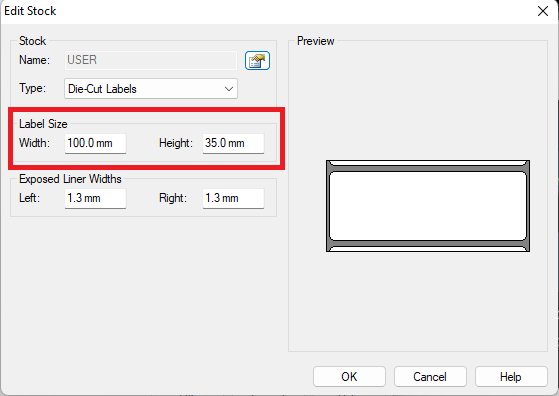 Edit Stock
Stock
Name: USER
Type: Die-Cut Labels
Label Size
Width: 100.0 mm Height: 35.0 mm
Exposed Liner Widths
Left: 1.3 mm Right: 1.3 mm
Preview
OK Cancel Help